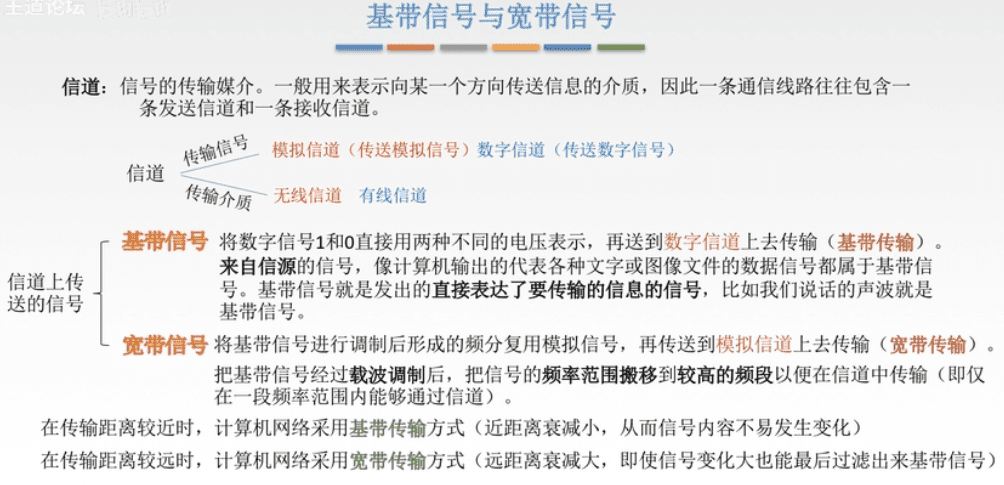 王道论坛
基带信号与宽带信号
信道：信号的传输媒介。一般用来表示向某一个方向传送信息的介质，因此一条通信线路往往包含一
条发送信道和一条接收信道。
传输信号
模拟信道（传送模拟信号）数字信道（传送数字信号）
信道
传输介质
无线信道 有线信道
基带信号 将数字信号1和0直接用两种不同的电压表示，再送到数字信道上去传输（基带传输）。
来自信源的信号，像计算机输出的代表各种文字或图像文件的数据信号都属于基带信
信道上传
送的信号
号。基带信号就是发出的直接表达了要传输的信息的信号，比如我们说话的声波就是
基带信号。
宽带信号 将基带信号进行调制后形成的频分复用模拟信号，再传送到模拟信道上去传输（宽带传输）。
把基带信号经过载波调制后，把信号的频率范围搬移到较高的频段以便在信道中传输（即仅
在一段频率范围内能够通过信道）。
在传输距离较近时，计算机网络采用基带传输方式（近距离衰减小，从而信号内容不易发生变化）
在传输距离较远时，计算机网络采用宽带传输方式（远距离衰减大，即使信号变化大也能最后过滤出来基带信号）